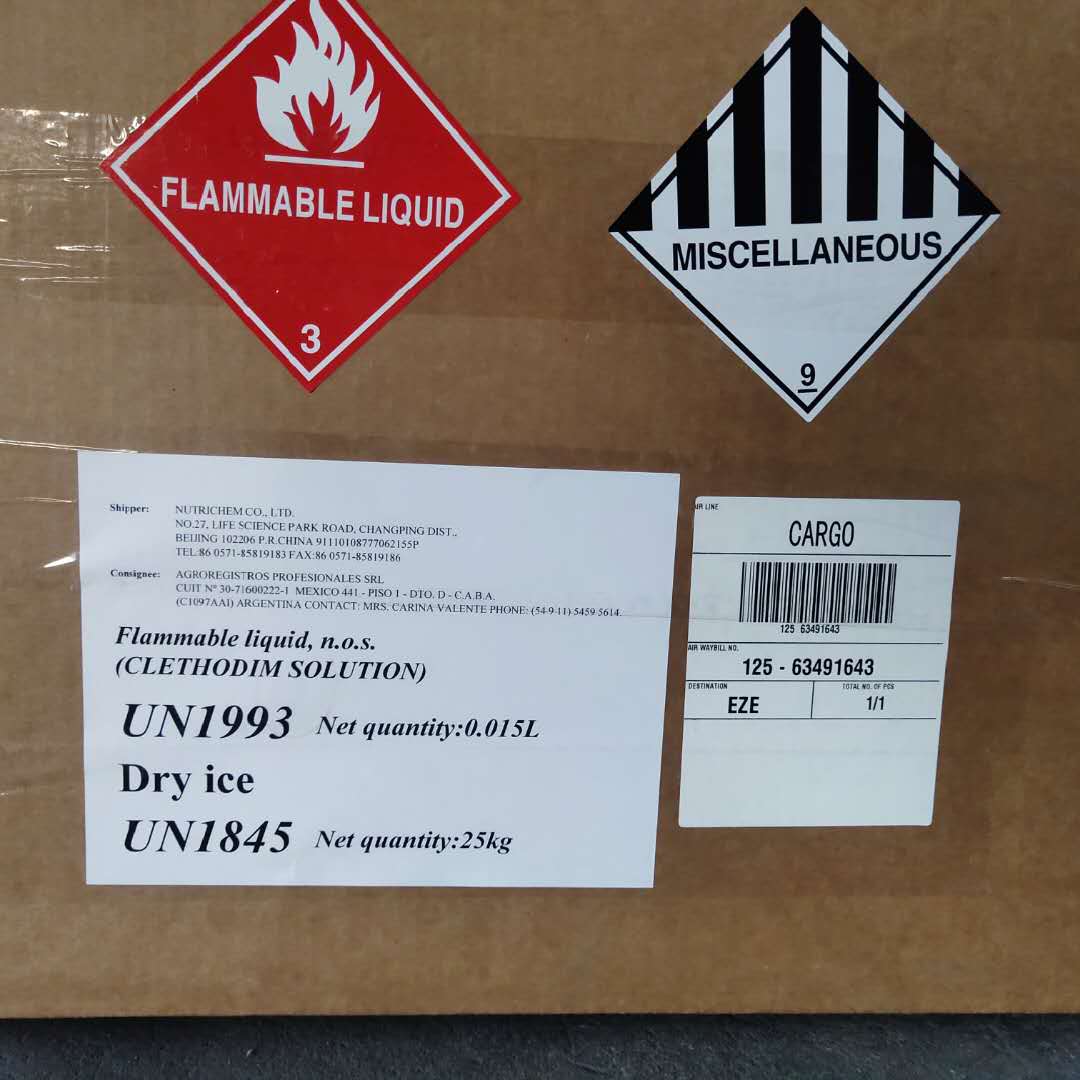 FLAMMABLE LIQUID
3
MISCELLANEOUS
9
Shipper: NUTRICHEM CO., LTD.
NO.27, LIFE SCIENCE PARK ROAD, CHANGPING DIST.,
BEIJING 102206 P.R.CHINA 91110108777062155P
TEL:86 0571-85819183 FAX:86 0571-85819186
Consignee: AGROREGISTROS PROFESIONALES SRL
CUIT N° 30-71600222-1 MEXICO 441 - PISO 1 - DTO. D - C.A.B.A.
(C1097AAI) ARGENTINA CONTACT: MRS. CARINA VALENTE PHONE: (54-9-11) 5459 5614
Flammable liquid, n.o.s.
(CLETHODIM SOLUTION)
UN1993 Net quantity:0.015L
Dry ice
UN1845 Net quantity:25kg
AIR LINE
CARGO
125 63491643
AIR WAYBILL NO.
125 - 63491643
DESTINATION TOTAL NO. OF PCS
EZE 1/1